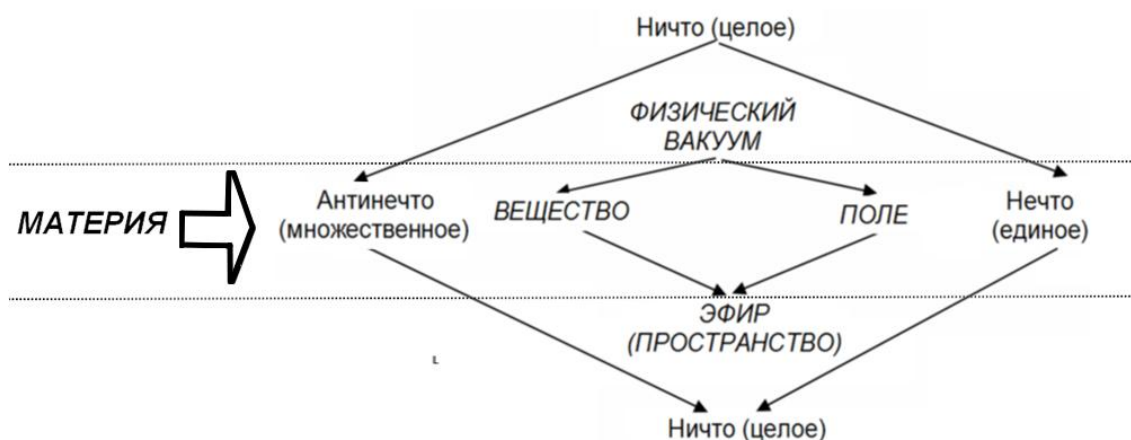 Ничто (целое)
ФИЗИЧЕСКИЙ
ВАКУУМ
МАТЕРИЯ
Антинечто
(множественное)
ВЕЩЕСТВО
ПОЛЕ
Нечто
(единое)
ЭФИР
(ПРОСТРАНСТВО)
L
Ничто (целое)